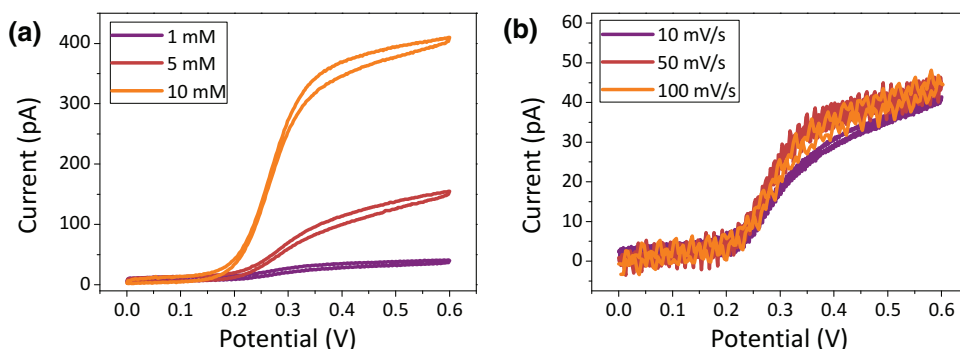 (a)
1 mM
5 mM
10 mM
400
300
200
100
0
Current (pA)
0.0 0.1 0.2 0.3 0.4 0.5 0.6
Potential (V)
(b)
10 mV/s
50 mV/s
100 mV/s
60
50
40
30
20
10
0
Current (pA)
0.0 0.1 0.2 0.3 0.4 0.5 0.6
Potential (V)